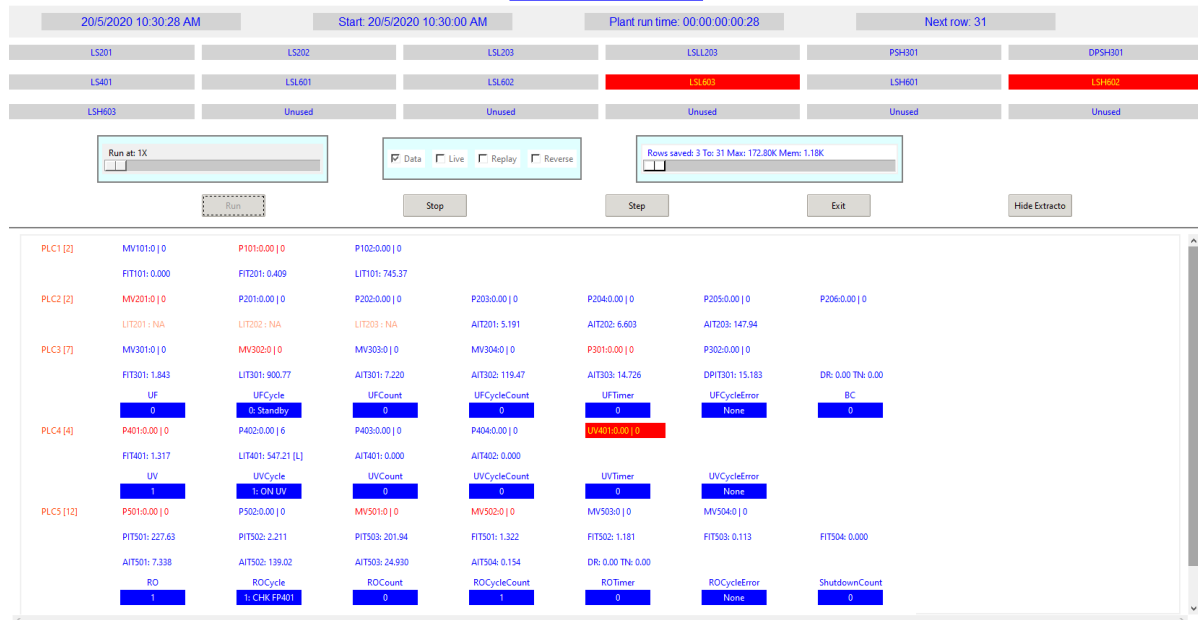 20/5/2020 10:30:28 AM Start: 20/5/2020 10:30:00 AM Plant run time: 00:00:00:00:28 Next row: 31
LS201 LS202 LSL203 LSLL203 PSH301 DPSH301
LS401 LSL601 LSL602 LSL603 LSH601 LSH602
LSH603 Unused Unused Unused Unused Unused
Run at: 1X
Data Live Replay Reverse
Rows saved: 3 To: 31 Max: 172.80K Mem: 1.18K
Run Stop Step Exit Hide Extracto
PLC1 [2] MV101:0 | 0 P101:0.00 | 0 P102:0.00 | 0
FIT101: 0.000 FIT201: 0.409 LIT101: 745.37
PLC2 [2] MV201:0 | 0 P201:0.00 | 0 P202:0.00 | 0 P203:0.00 | 0 P204:0.00 | 0 P205:0.00 | 0 P206:0.00 | 0
LIT201 : NA LIT202 : NA LIT203 : NA AIT201: 5.191 AIT202: 6.603 AIT203: 147.94
PLC3 [7] MV301:0 | 0 MV302:0 | 0 MV303:0 | 0 MV304:0 | 0 P301:0.00 | 0 P302:0.00 | 0
FIT301: 1.843 LIT301: 900.77 AIT301: 7.220 AIT302: 119.47 AIT303: 14.726 DPIT301: 15.183 DR: 0.00 TN: 0.00
UF UFCycle UFCount UFCycleCount UFTimer UFCycleError BC
0 0: Standby 0 0 0 None 0
PLC4 [4] P401:0.00 | 0 P402:0.00 | 6 P403:0.00 | 0 P404:0.00 | 0 UV401:0.00 | 0
FIT401: 1.317 LIT401: 547.21 [L] AIT401: 0.000 AIT402: 0.000
UV UVCycle UVCount UVCycleCount UVTimer UVCycleError
1 1: ON UV 0 0 0 None
PLC5 [12] P501:0.00 | 0 P502:0.00 | 0 MV501:0 | 0 MV502:0 | 0 MV503:0 | 0 MV504:0 | 0
PIT501: 227.63 PIT502: 2.211 PIT503: 201.94 FIT501: 1.322 FIT502: 1.181 FIT503: 0.113 FIT504: 0.000
AIT501: 7.338 AIT502: 139.02 AIT503: 24.930 AIT504: 0.154 DR: 0.00 TN: 0.00
RO ROCycle ROCount ROCycleCount ROTimer ROCycleError ShutdownCount
1 1: CHK FP401 0 1 0 None 0